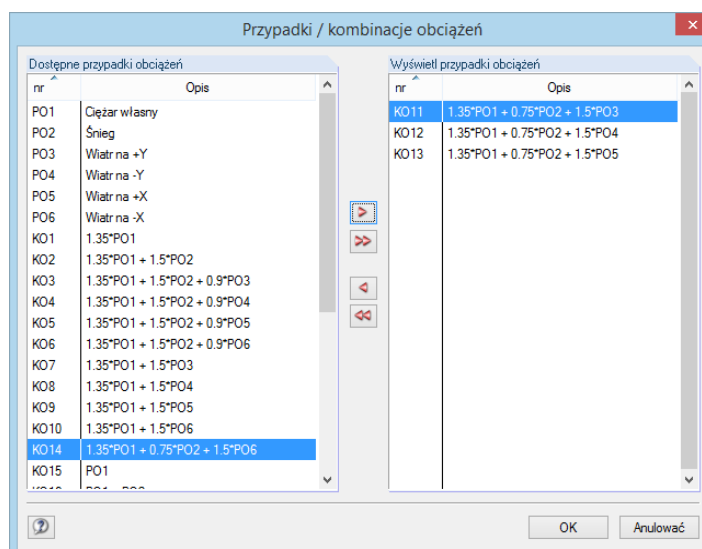 Przypadki / kombinacje obciążeń
Dostępne przypadki obciążeń
nr Opis
PO1 Ciężar własny
PO2 Śnieg
PO3 Wiatr na +Y
PO4 Wiatr na -Y
PO5 Wiatr na +X
PO6 Wiatr na -X
KO1 1.35*PO1
KO2 1.35*PO1 + 1.5*PO2
KO3 1.35*PO1 + 1.5*PO2 + 0.9*PO3
KO4 1.35*PO1 + 1.5*PO2 + 0.9*PO4
KO5 1.35*PO1 + 1.5*PO2 + 0.9*PO5
KO6 1.35*PO1 + 1.5*PO2 + 0.9*PO6
KO7 1.35*PO1 + 1.5*PO3
KO8 1.35*PO1 + 1.5*PO4
KO9 1.35*PO1 + 1.5*PO5
KO10 1.35*PO1 + 1.5*PO6
KO14 1.35*PO1 + 0.75*PO2 + 1.5*PO6
KO15 PO1
Wyświetl przypadki obciążeń
nr Opis
KO11 1.35*PO1 + 0.75*PO2 + 1.5*PO3
KO12 1.35*PO1 + 0.75*PO2 + 1.5*PO4
KO13 1.35*PO1 + 0.75*PO2 + 1.5*PO5
OK Anulować